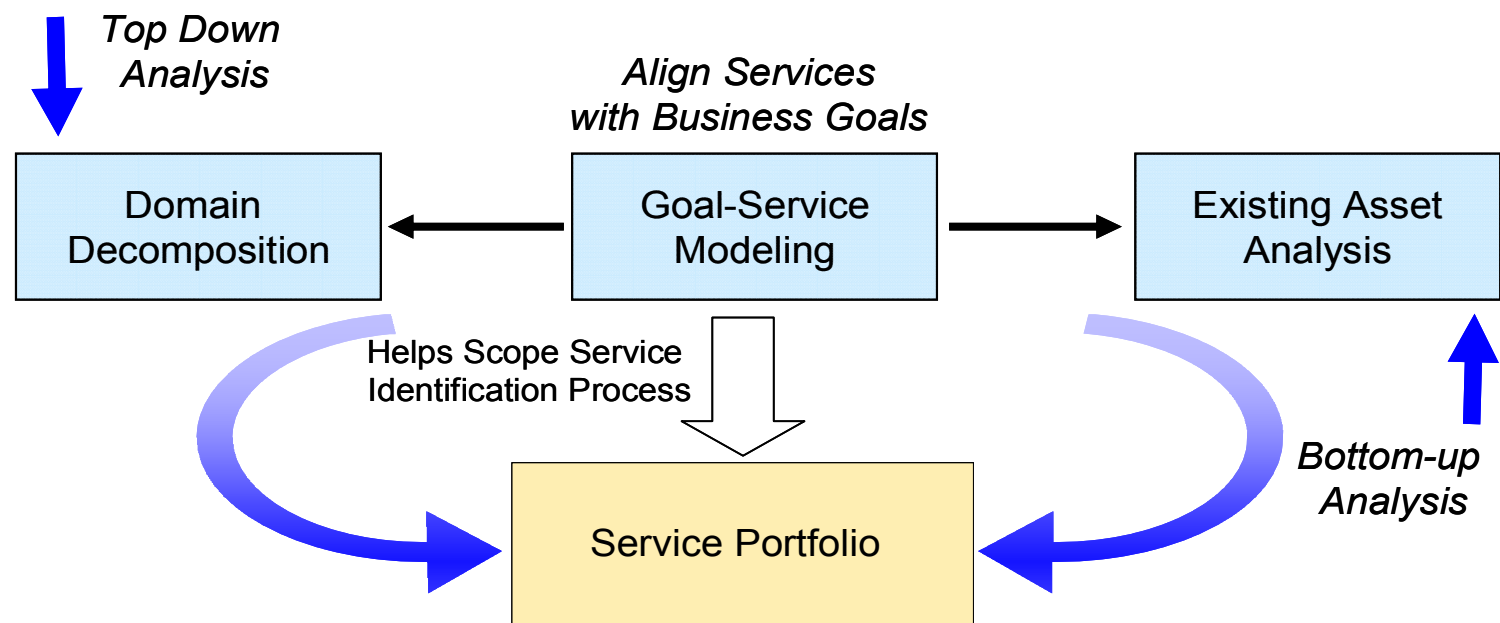 Top Down
Analysis
Align Services
with Business Goals
Domain
Decomposition
Goal-Service
Modeling
Existing Asset
Analysis
Helps Scope Service
Identification Process
Bottom-up
Analysis
Service Portfolio